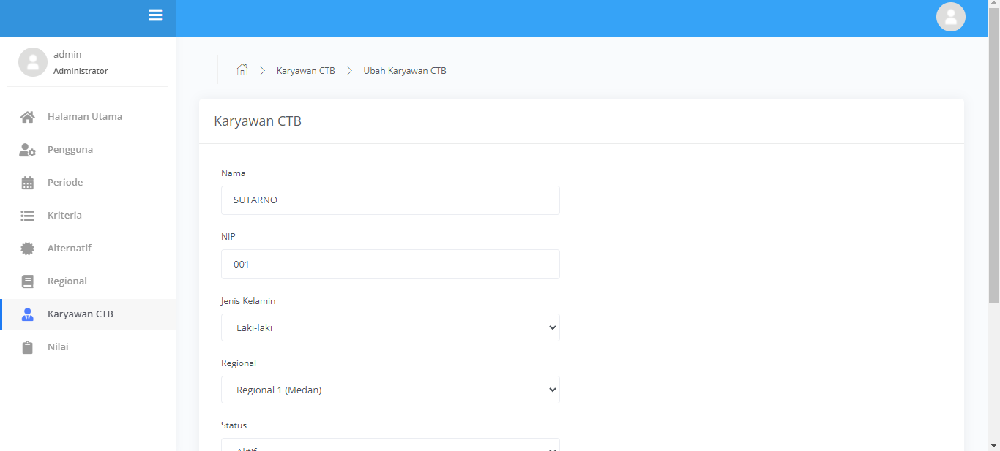 admin
Administrator
Halaman Utama
Pengguna
Periode
Kriteria
Alternatif
Regional
Karyawan CTB
Nilai
Karyawan CTB
Ubah Karyawan CTB
Karyawan CTB
Nama
SUTARNO
NIP
001
Jenis Kelamin
Laki-laki
Regional
Regional 1 (Medan)
Status
Aktif